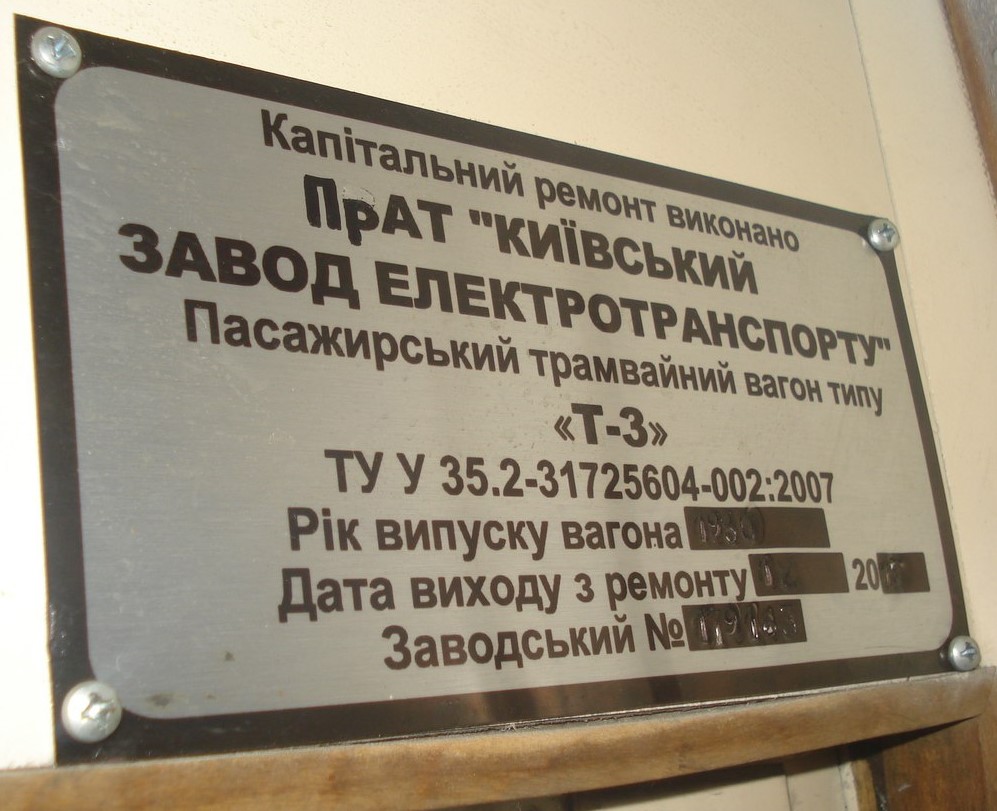 Капітальний ремонт виконано
ПрАТ "КИЇВСЬКИЙ
ЗАВОД ЕЛЕКТРОТРАНСПОРТУ"
Пасажирський трамвайний вагон типу
«Т-3»
ТУ У 35.2-31725604-002:2007
Рік випуску вагона
Дата виходу з ремонту 20
Заводський №